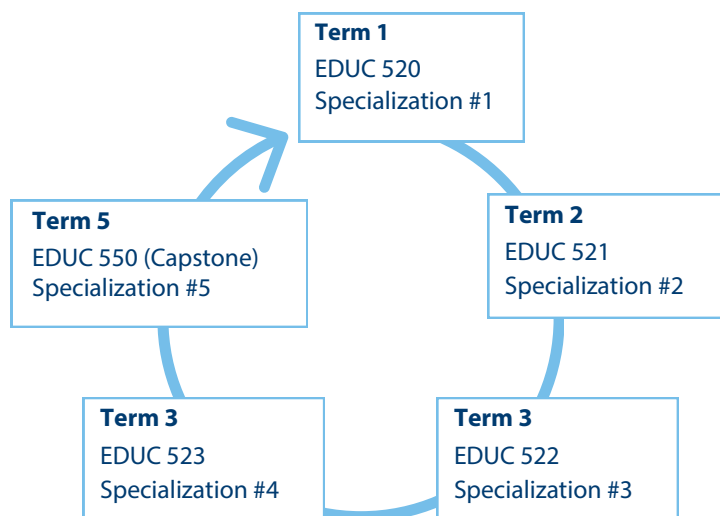 Term 1
EDUC 520
Specialization #1
Term 2
EDUC 521
Specialization #2
Term 3
EDUC 522
Specialization #3
Term 3
EDUC 523
Specialization #4
Term 5
EDUC 550 (Capstone)
Specialization #5